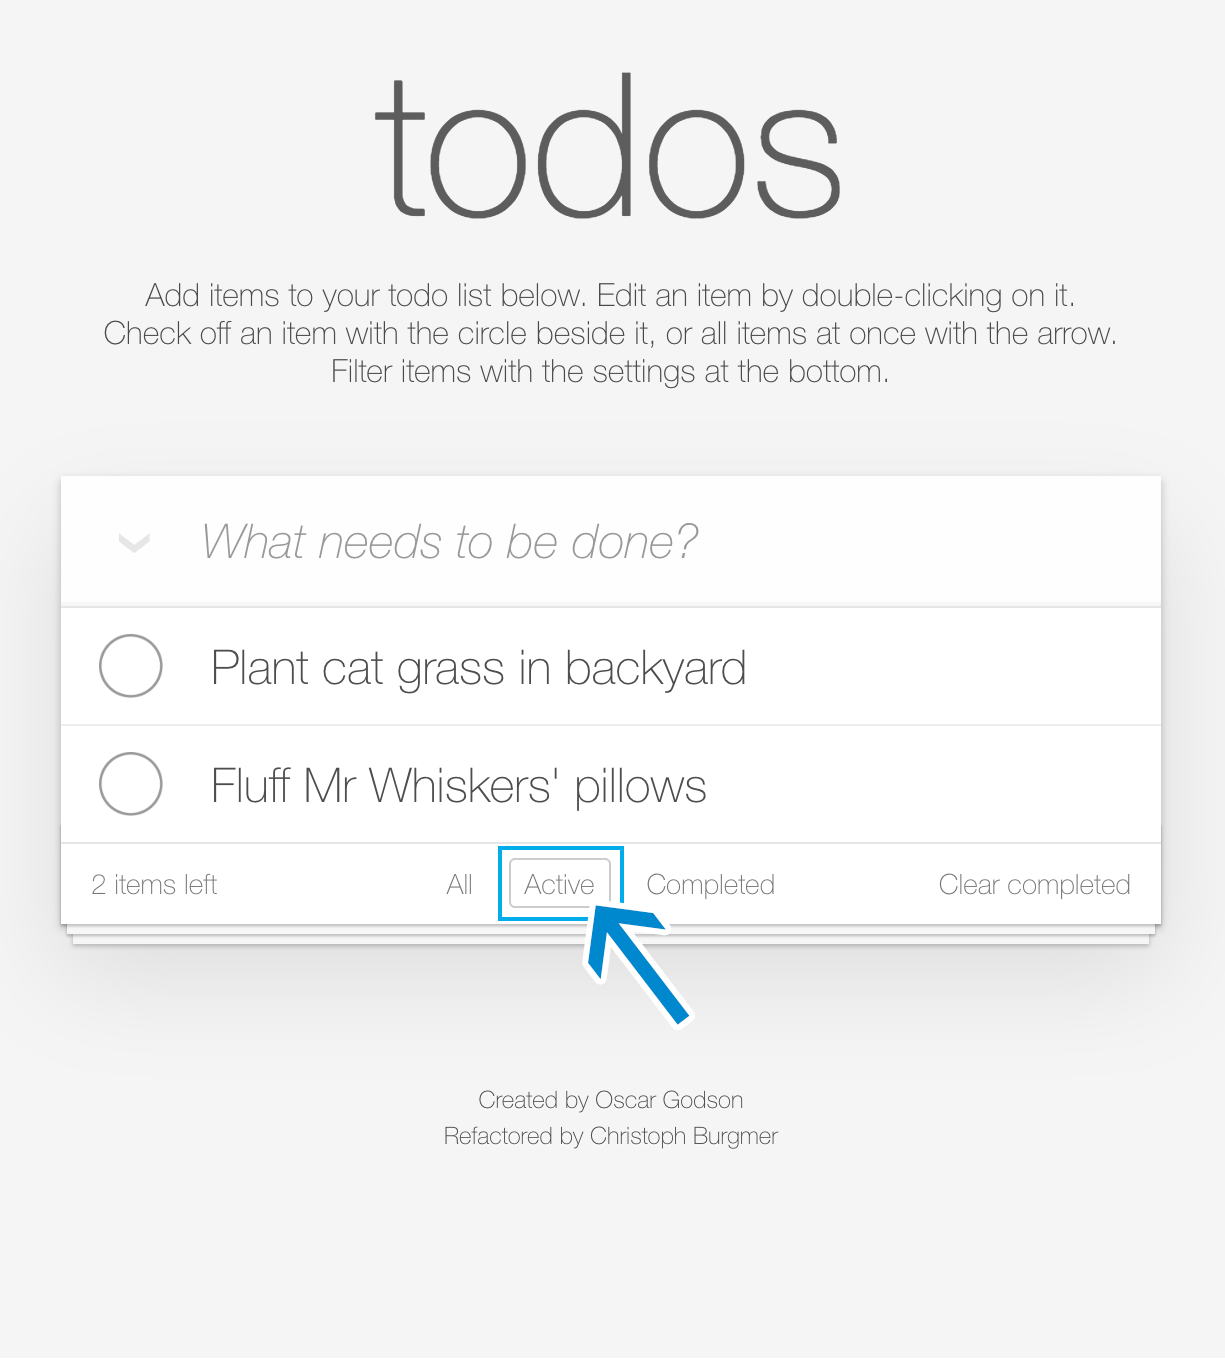 todos
Add items to your todo list below. Edit an item by double-clicking on it.
Check off an item with the circle beside it, or all items at once with the arrow.
Filter items with the settings at the bottom.
What needs to be done?
Plant cat grass in backyard
Fluff Mr Whiskers' pillows
2 items left All Active Completed Clear completed
Created by Oscar Godson
Refactored by Christoph Burgmer